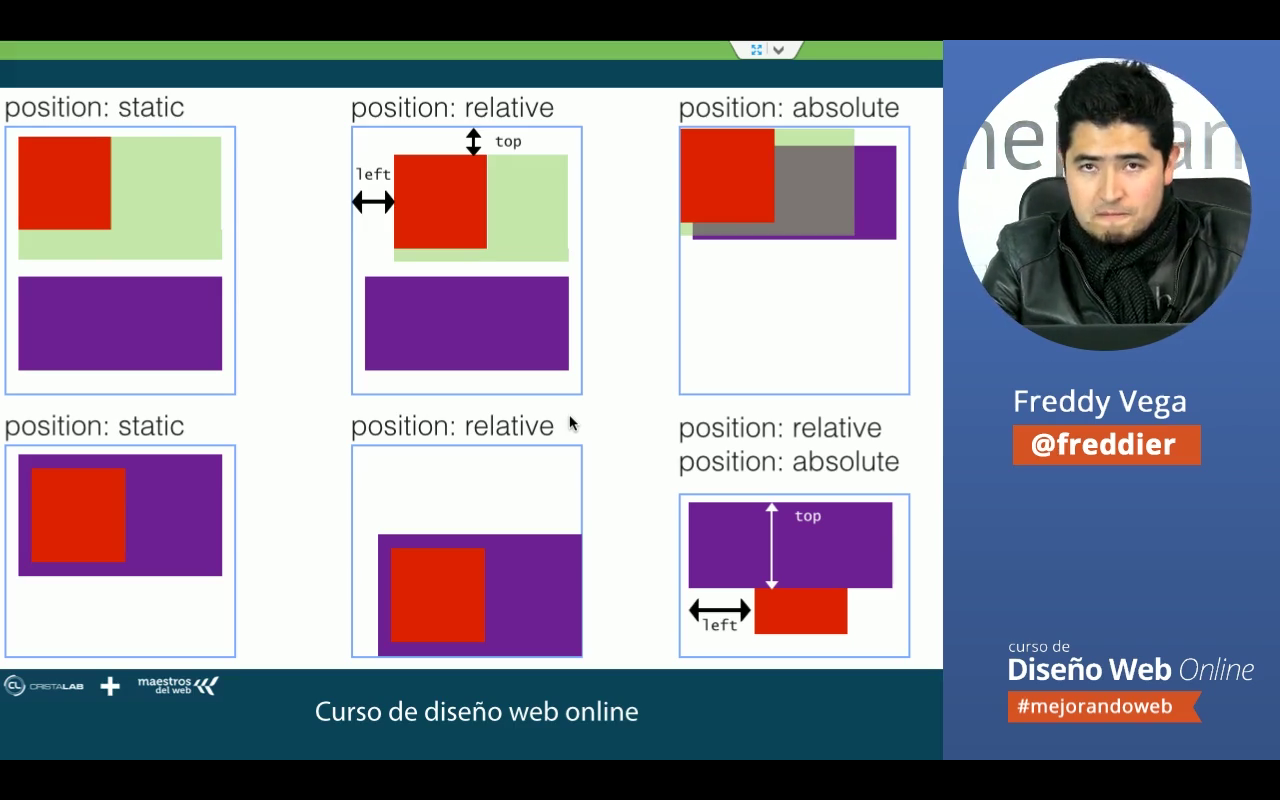 position: static
position: relative
position: absolute
top
left
position: static
position: relative
position: relative
position: absolute
top
left
CL CRISTALAB + maestros
del web
Curso de diseño web online
Freddy Vega
@freddier
curso de
Diseño Web Online
#mejorandoweb